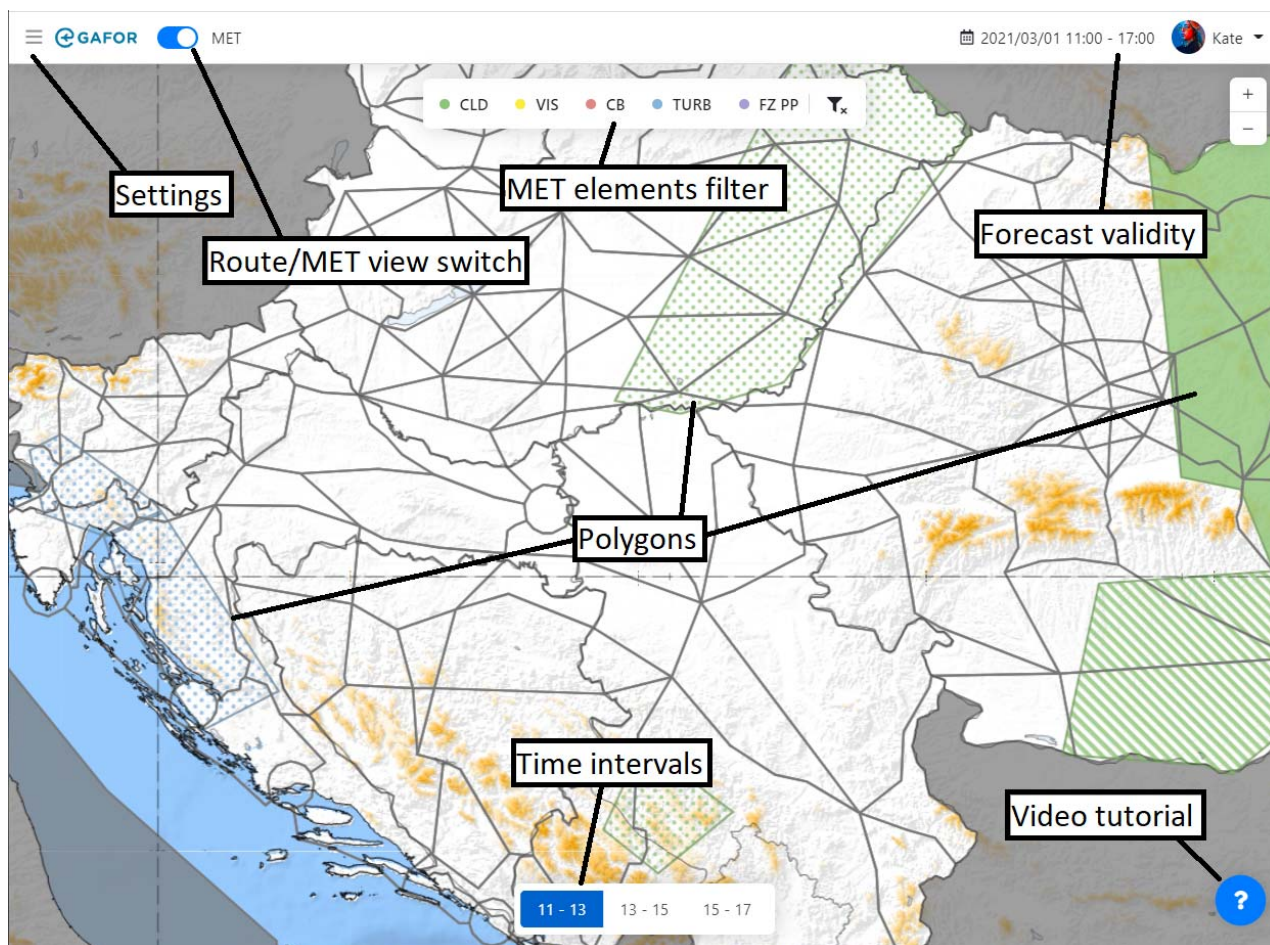 GAFOR MET 2021/03/01 11:00 - 17:00 Kate
CLD VIS CB TURB FZ PP
+
−
Settings
MET elements filter
Forecast validity
Route/MET view switch
Polygons
Time intervals
Video tutorial
11 - 13 13 - 15 15 - 17
?